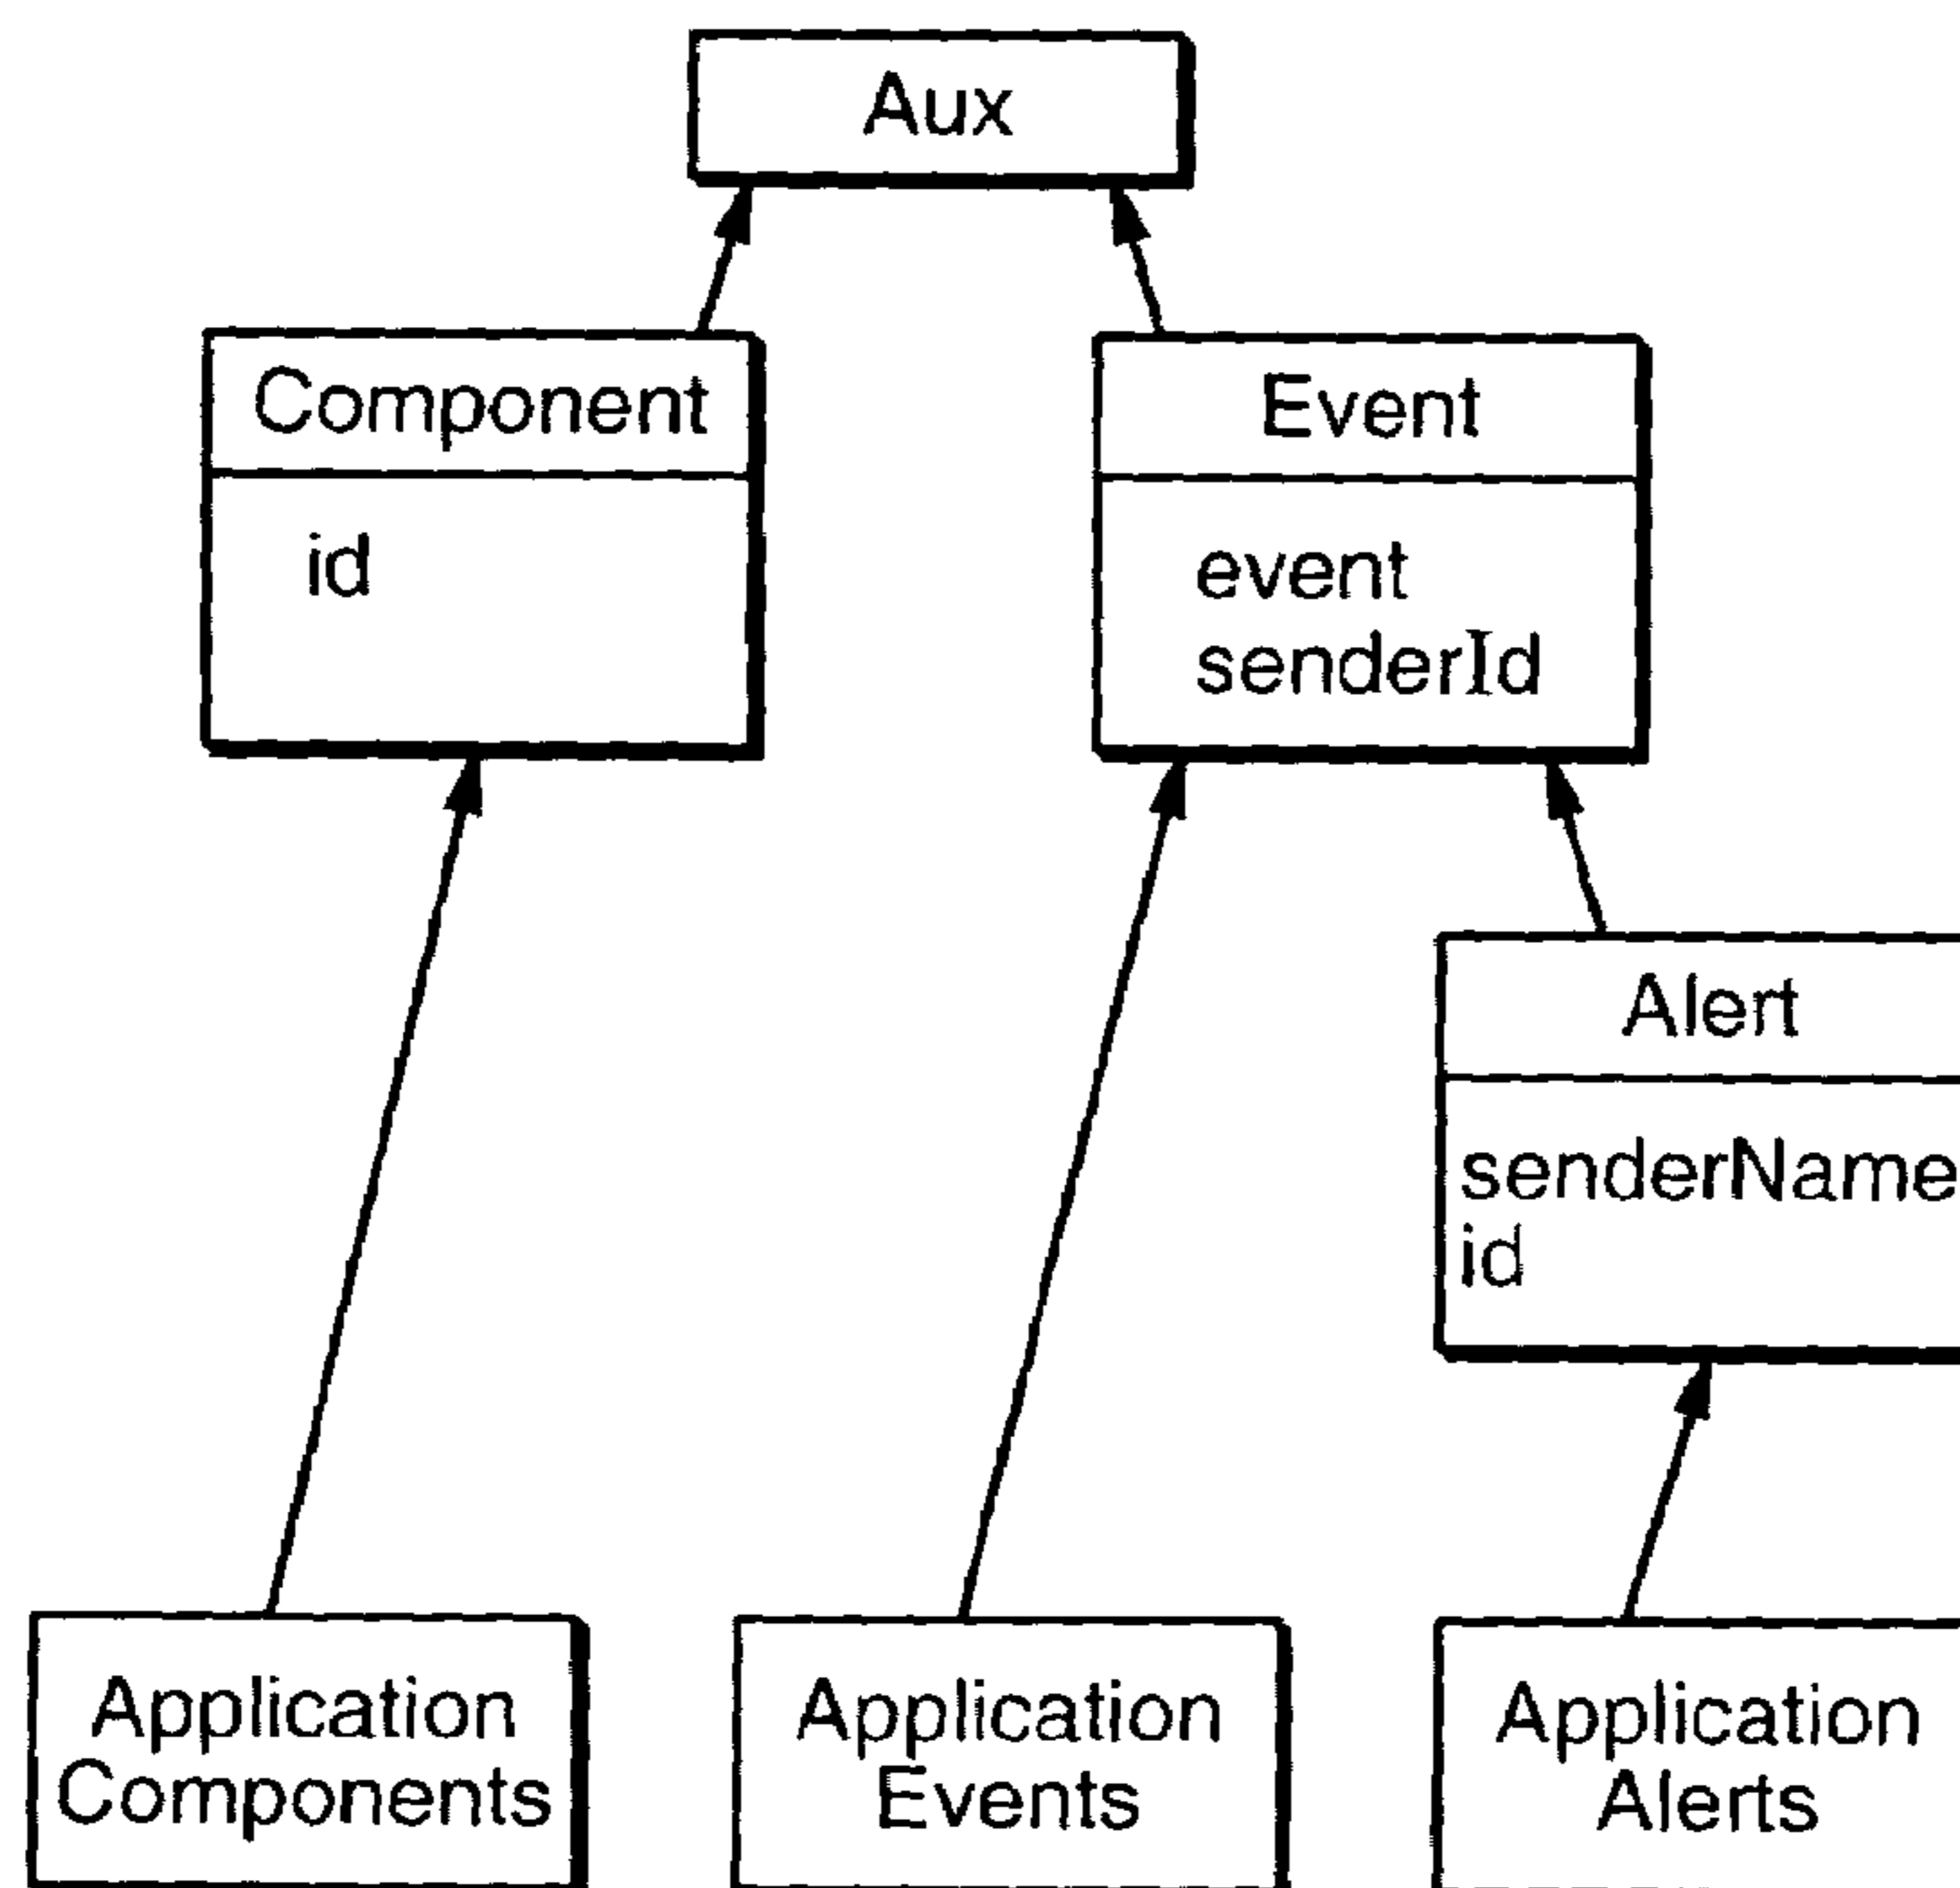 Aux
Component
id
Event
event
senderId
Alert
senderName
id
Application
Components
Application
Events
Application
Alerts